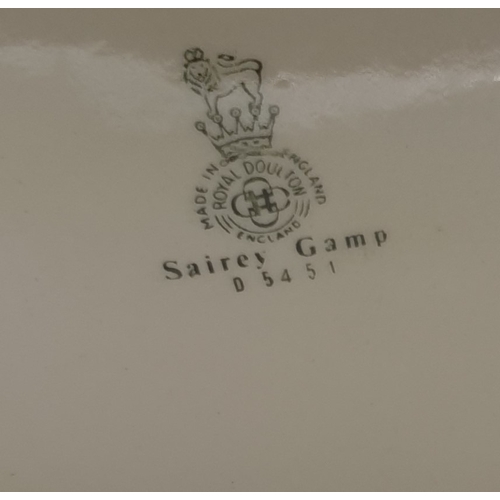 MADE IN ENGLAND
ROYAL DOULTON
ENGLAND
Sairey Gamp
D 5451